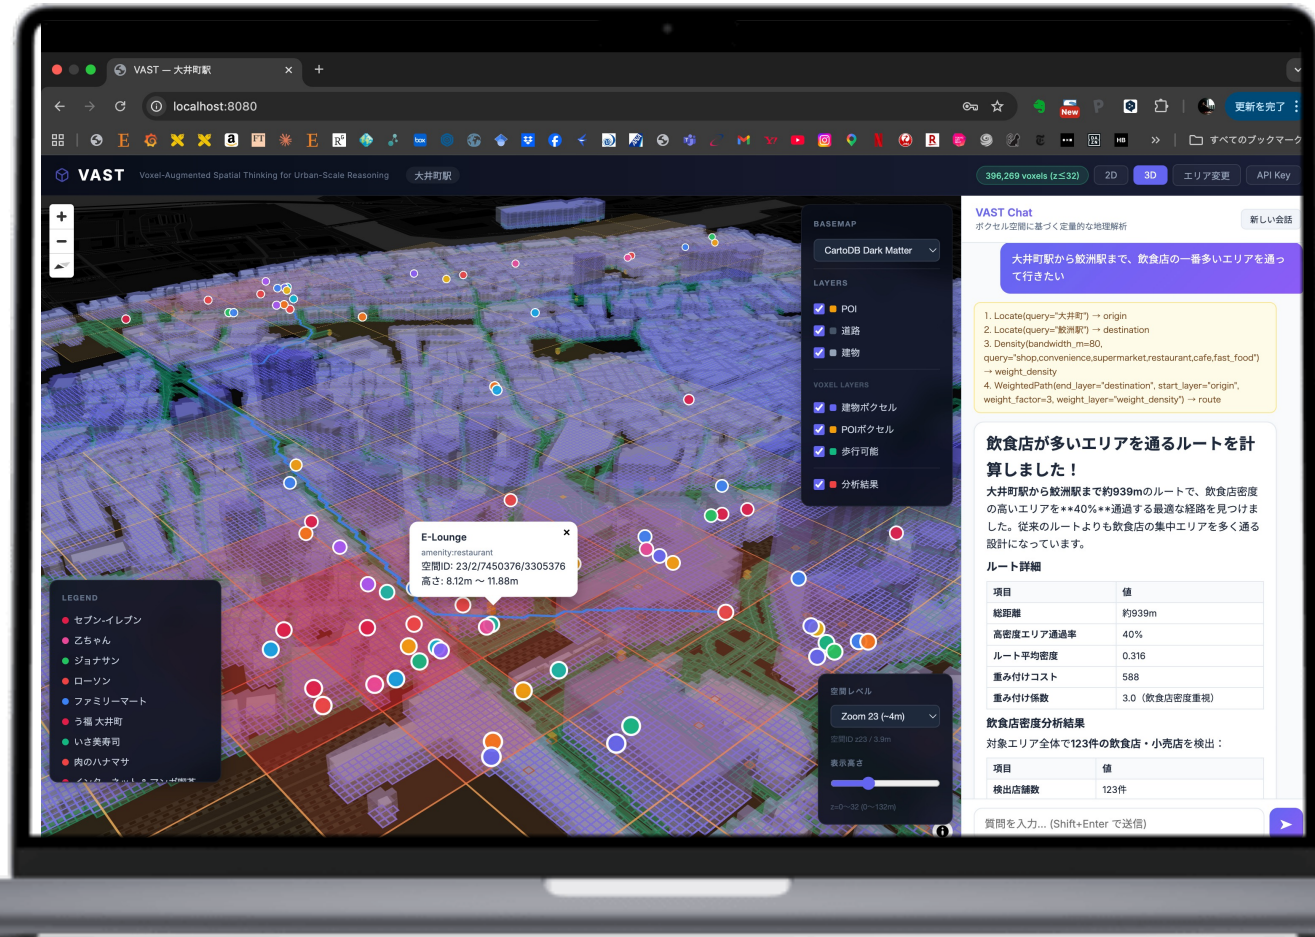 VAST — 大井町駅
localhost:8080
New
更新を完了
すべてのブックマーク
VAST Voxel-Augmented Spatial Thinking for Urban-Scale Reasoning 大井町駅
396,269 voxels (z≤32) 2D 3D エリア変更 API Key
BASEMAP
CartoDB Dark Matter
LAYERS
POI
道路
建物
VOXEL LAYERS
建物ボクセル
POIボクセル
歩行可能
分析結果
E-Lounge
amenity:restaurant
空間ID: 23/2/7450376/3305376
高さ: 8.12m 〜 11.88m
LEGEND
セブン-イレブン
乙ちゃん
ジョナサン
ローソン
ファミリーマート
う福 大井町
いさ美寿司
肉のハナマサ
インターネット & マンガ喫茶
空間レベル
Zoom 23 (~4m)
空間ID z23 / 3.9m
表示高さ
z=0〜32 (0〜132m)
VAST Chat
ボクセル空間に基づく定量的な地理解析
新しい会話
大井町駅から鮫洲駅まで、飲食店の一番多いエリアを通っ
て行きたい
1. Locate(query="大井町") → origin
2. Locate(query="鮫洲駅") → destination
3. Density(bandwidth_m=80,
query="shop,convenience,supermarket,restaurant,cafe,fast_food")
→ weight_density
4. WeightedPath(end_layer="destination", start_layer="origin",
weight_factor=3, weight_layer="weight_density") → route
飲食店が多いエリアを通るルートを計
算しました！
大井町駅から鮫洲駅まで約939mのルートで、飲食店密度
の高いエリアを**40%**通過する最適な経路を見つけま
した。従来のルートよりも飲食店の集中エリアを多く通る
設計になっています。
ルート詳細
項目 値
総距離 約939m
高密度エリア通過率 40%
ルート平均密度 0.316
重み付けコスト 588
重み付け係数 3.0（飲食店密度重視）
飲食店密度分析結果
対象エリア全体で123件の飲食店・小売店を検出：
項目 値
検出店舗数 123件
質問を入力... (Shift+Enter で送信)